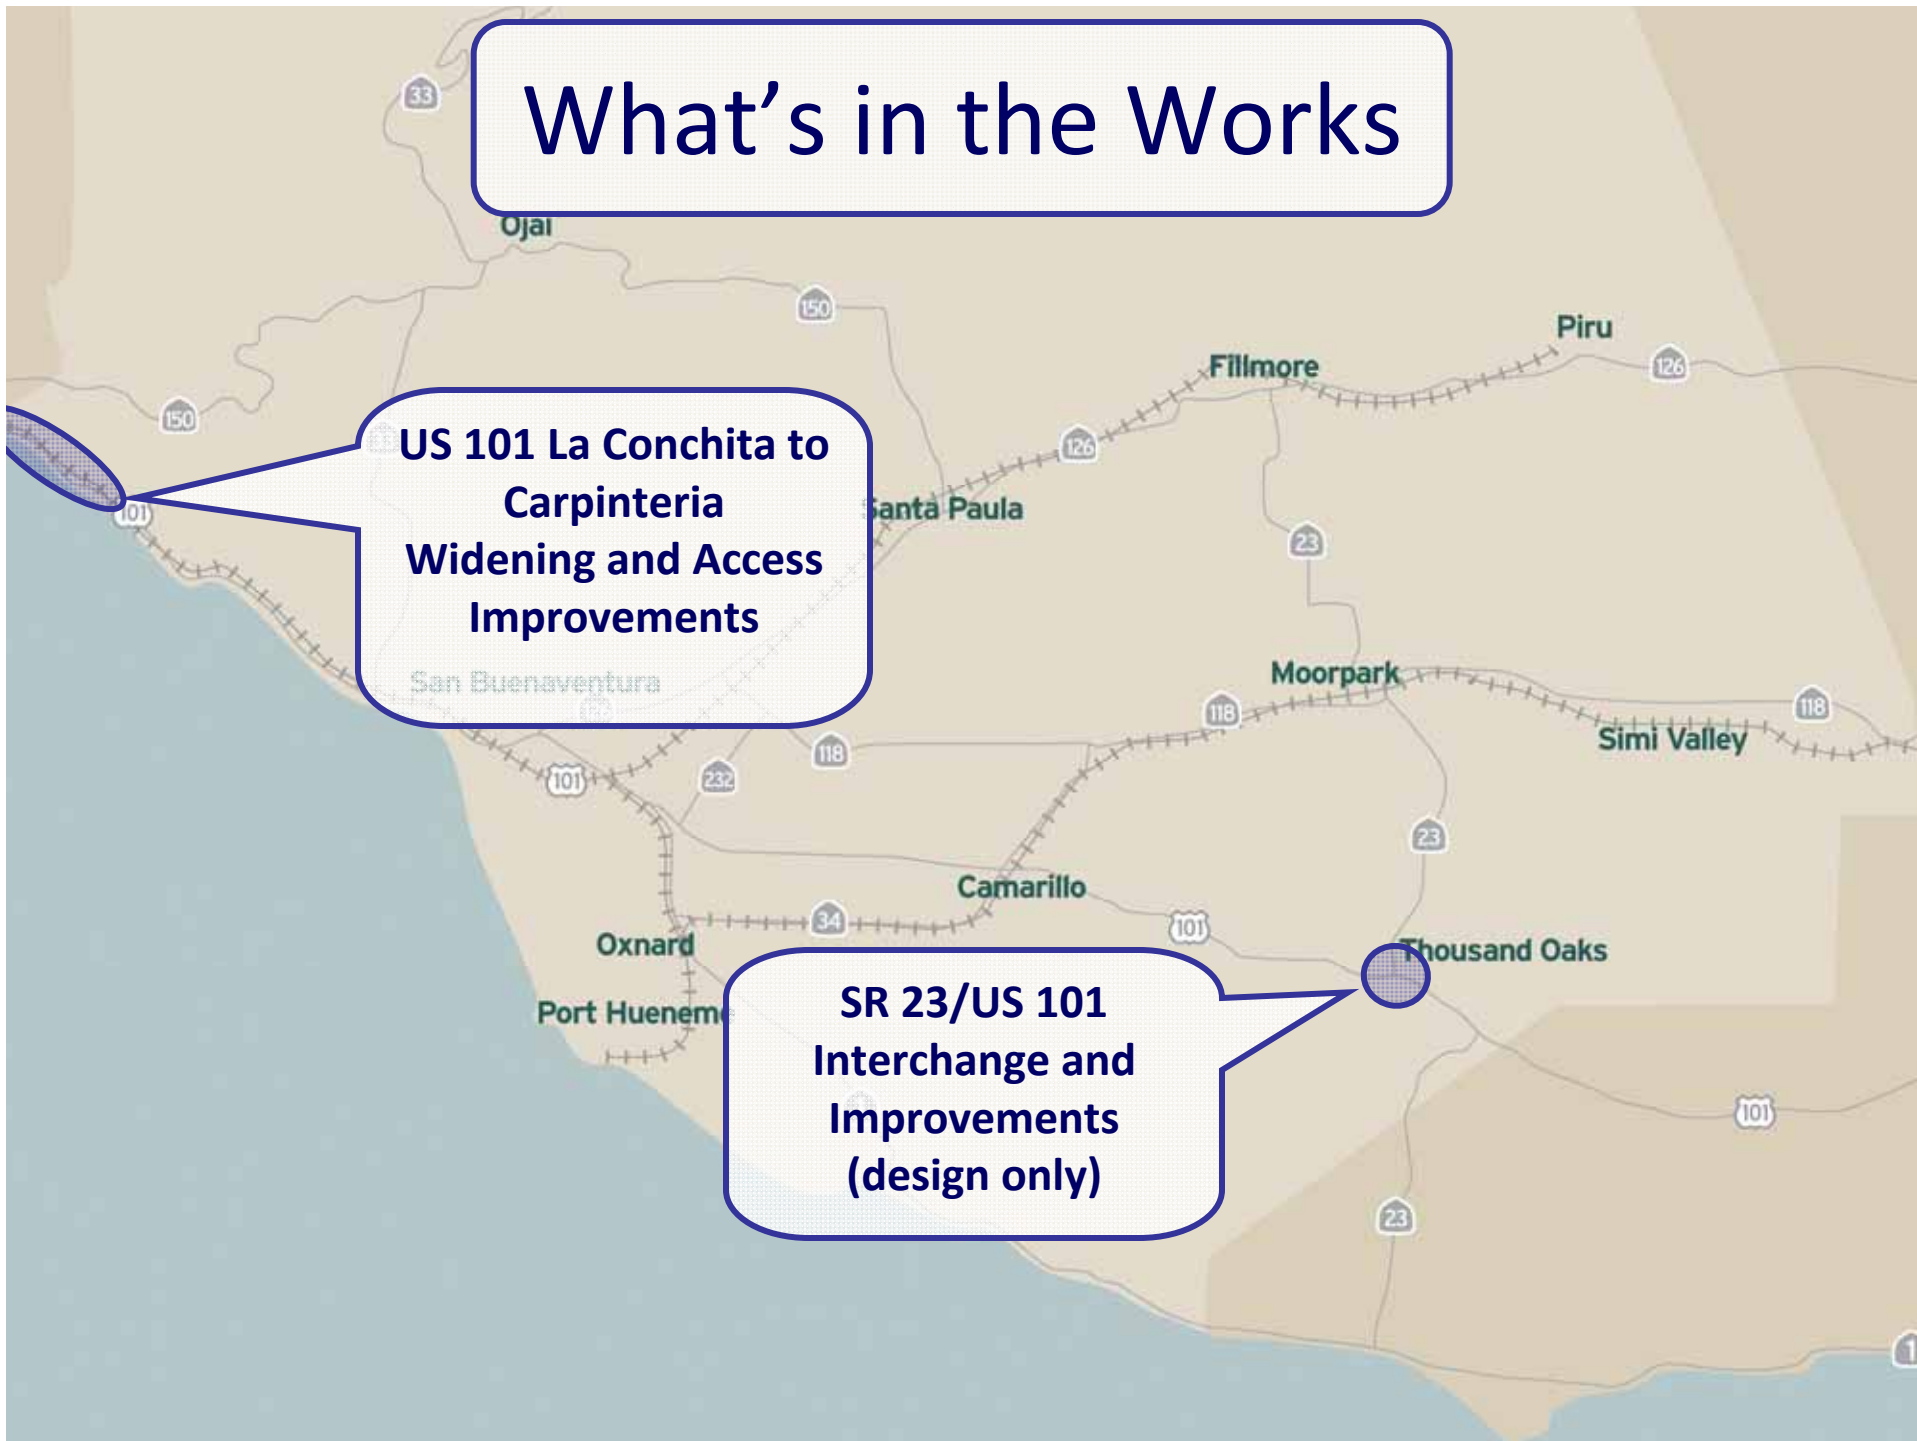 What's in the Works
33
Ojai
150
Piru
Fillmore
126
150
126
US 101 La Conchita to
Carpinteria
Widening and Access
Improvements
101
Santa Paula
23
San Buenaventura
Moorpark
118
118
Simi Valley
118
101
232
23
Camarillo
34
101
Oxnard
Thousand Oaks
Port Hueneme
SR 23/US 101
Interchange and
Improvements
(design only)
101
23
1